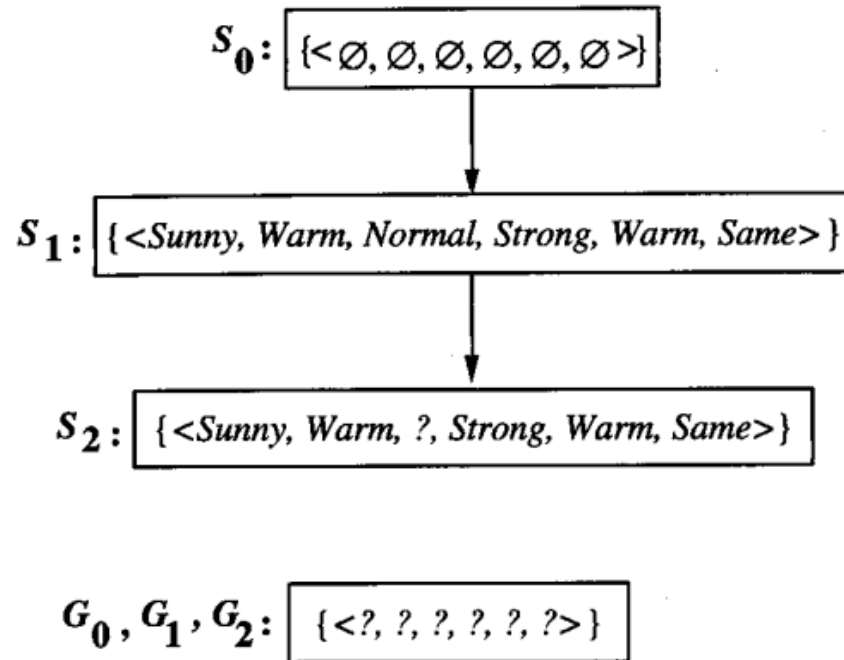 S0: {<∅, ∅, ∅, ∅, ∅, ∅>}
S1: {<Sunny, Warm, Normal, Strong, Warm, Same>}
S2: {<Sunny, Warm, ?, Strong, Warm, Same>}
G0, G1, G2: {<?, ?, ?, ?, ?, ?>}